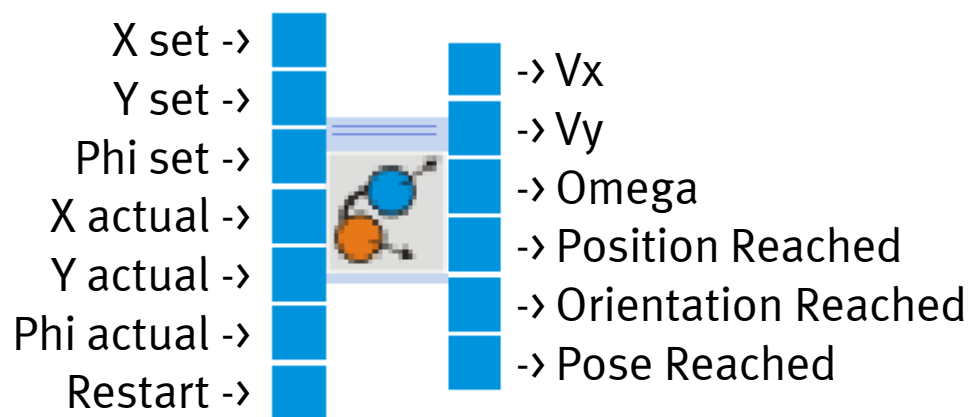 X set ->
Y set ->
Phi set ->
X actual ->
Y actual ->
Phi actual ->
Restart ->
-> Vx
-> Vy
-> Omega
-> Position Reached
-> Orientation Reached
-> Pose Reached